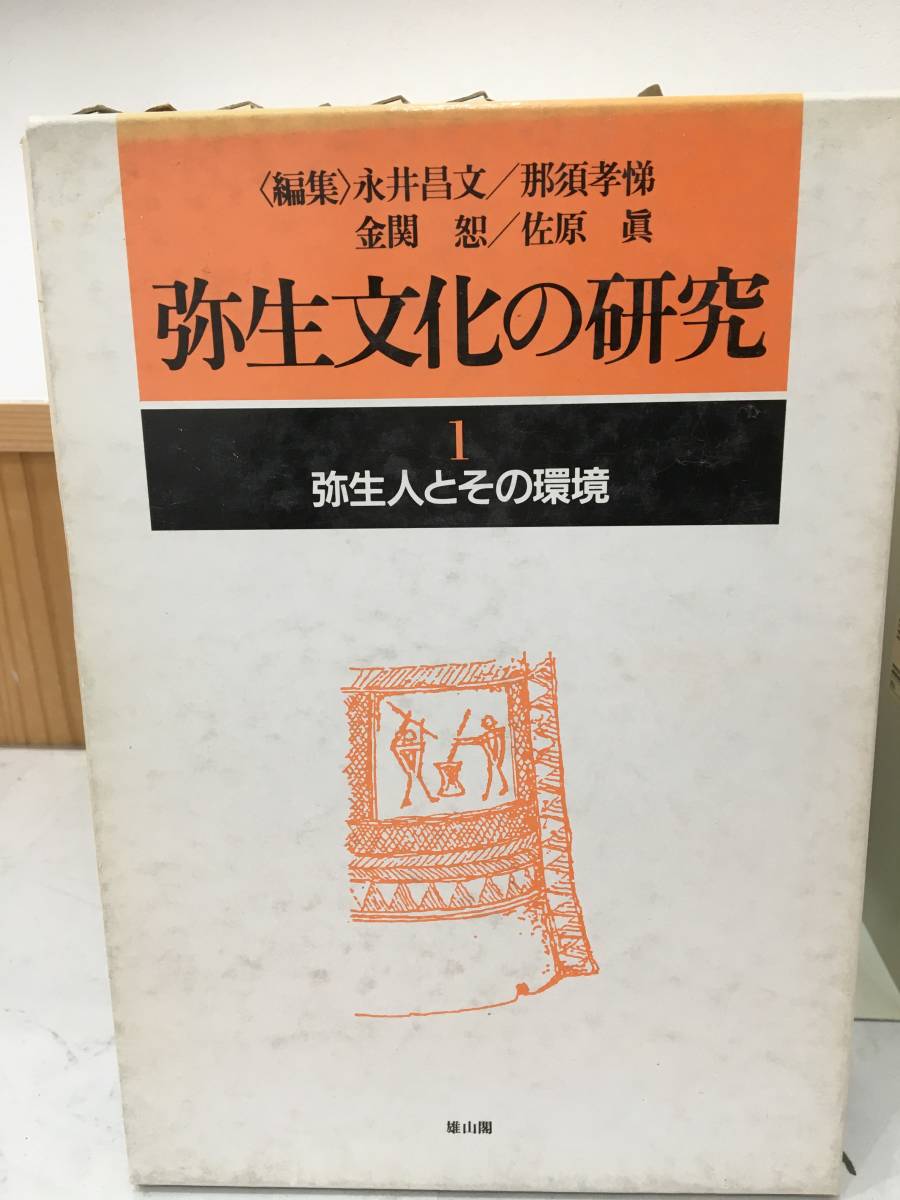 〈編集〉永井昌文／那須孝悌
金関　恕／佐原　眞
弥生文化の研究
1
弥生人とその環境
雄山閣